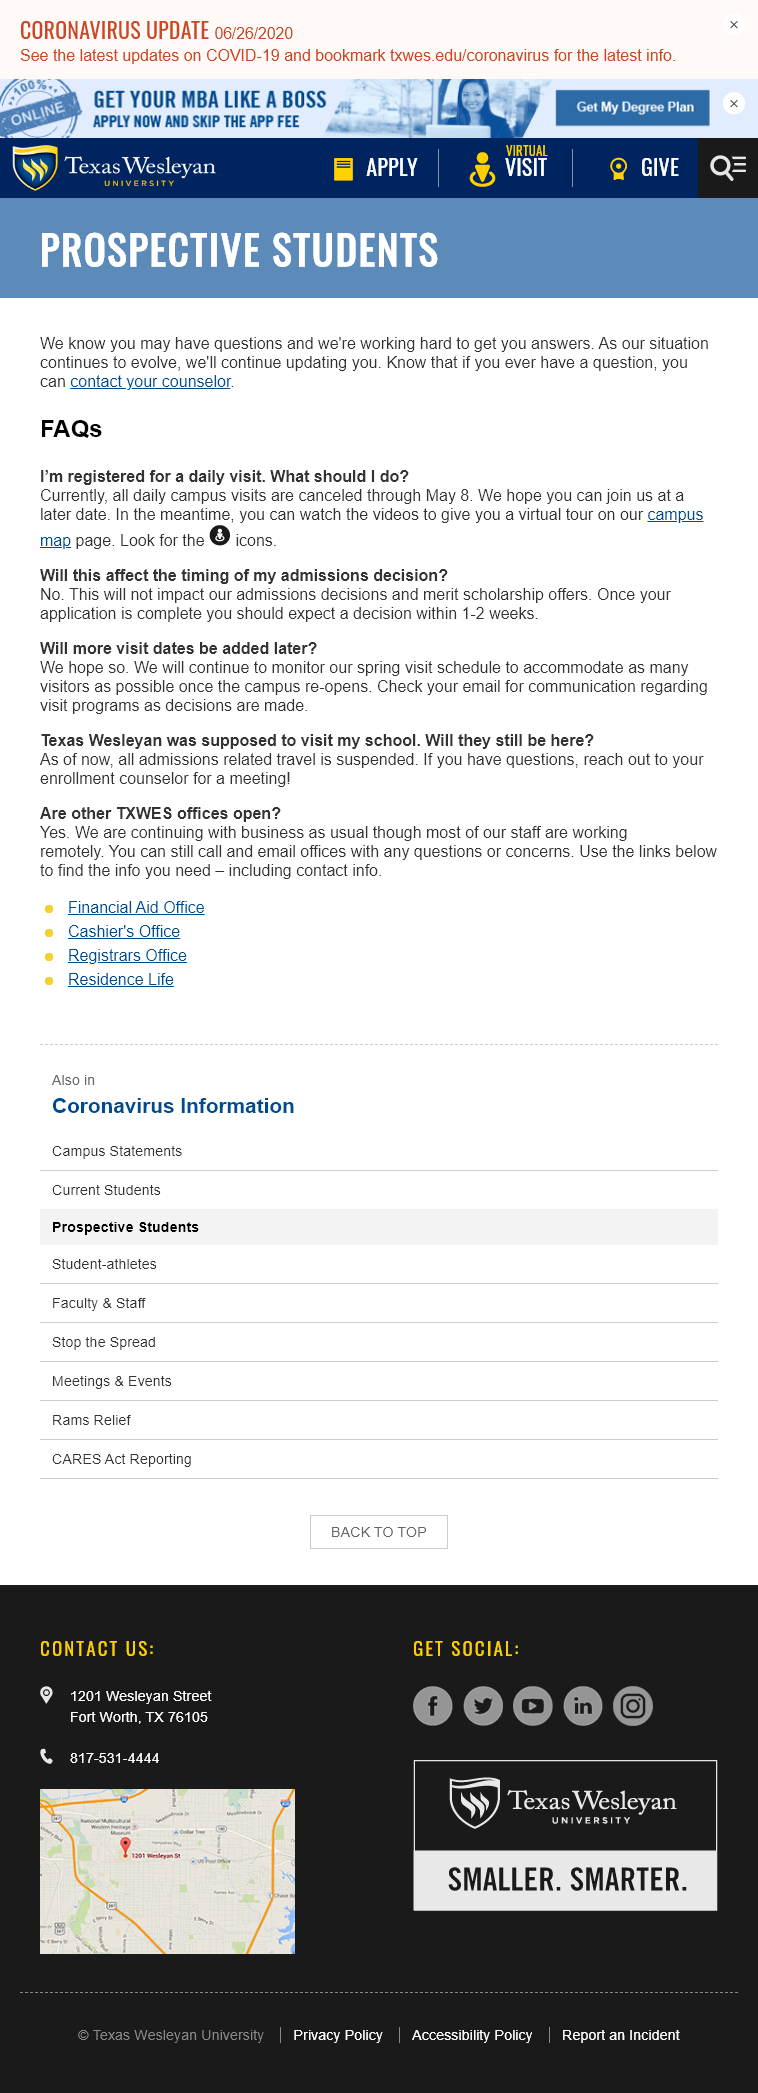 CORONAVIRUS UPDATE 06/26/2020
See the latest updates on COVID-19 and bookmark txwes.edu/coronavirus for the latest info.
100%
ONLINE
GET YOUR MBA LIKE A BOSS
APPLY NOW AND SKIP THE APP FEE
Get My Degree Plan
Texas Wesleyan
UNIVERSITY
APPLY
VIRTUAL
VISIT
GIVE
PROSPECTIVE STUDENTS
We know you may have questions and we're working hard to get you answers. As our situation
continues to evolve, we'll continue updating you. Know that if you ever have a question, you
can contact your counselor.
FAQs
I'm registered for a daily visit. What should I do?
Currently, all daily campus visits are canceled through May 8. We hope you can join us at a
later date. In the meantime, you can watch the videos to give you a virtual tour on our campus
map page. Look for the icons.
Will this affect the timing of my admissions decision?
No. This will not impact our admissions decisions and merit scholarship offers. Once your
application is complete you should expect a decision within 1-2 weeks.
Will more visit dates be added later?
We hope so. We will continue to monitor our spring visit schedule to accommodate as many
visitors as possible once the campus re-opens. Check your email for communication regarding
visit programs as decisions are made.
Texas Wesleyan was supposed to visit my school. Will they still be here?
As of now, all admissions related travel is suspended. If you have questions, reach out to your
enrollment counselor for a meeting!
Are other TXWES offices open?
Yes. We are continuing with business as usual though most of our staff are working
remotely. You can still call and email offices with any questions or concerns. Use the links below
to find the info you need – including contact info.
Financial Aid Office
Cashier's Office
Registrars Office
Residence Life
Also in
Coronavirus Information
Campus Statements
Current Students
Prospective Students
Student-athletes
Faculty & Staff
Stop the Spread
Meetings & Events
Rams Relief
CARES Act Reporting
BACK TO TOP
CONTACT US:
1201 Wesleyan Street
Fort Worth, TX 76105
817-531-4444
National Multicultural
Western Heritage
Museum
Dollar Tree
1201 Wesleyan St
US Post Office
E Berry St
E Berry St
GET SOCIAL:
Texas Wesleyan
UNIVERSITY
SMALLER. SMARTER.
© Texas Wesleyan University
Privacy Policy
Accessibility Policy
Report an Incident